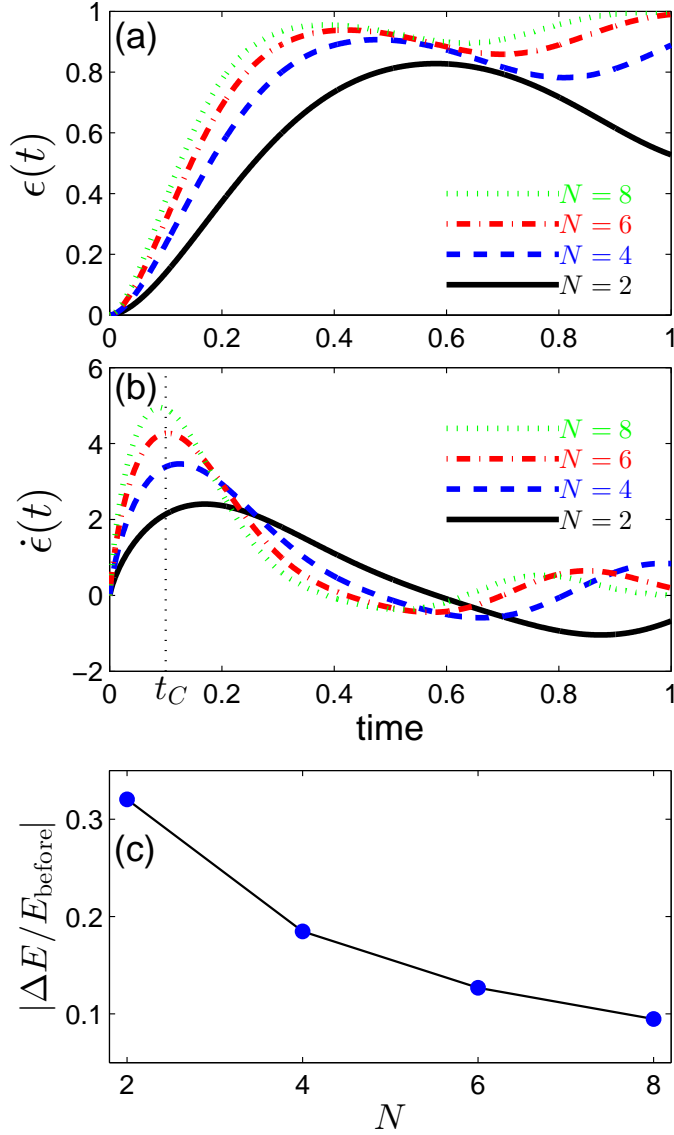 (a)
ϵ(t)
1
0.8
0.6
0.4
0.2
0
N = 8
N = 6
N = 4
N = 2
0 0.2 0.4 0.6 0.8 1
time
(b)
ϵ̇(t)
6
4
2
0
−2
N = 8
N = 6
N = 4
N = 2
0 t_C 0.2 0.4 0.6 0.8 1
time
(c)
|ΔE/E_before|
0.3
0.2
0.1
2 4 6 8
N